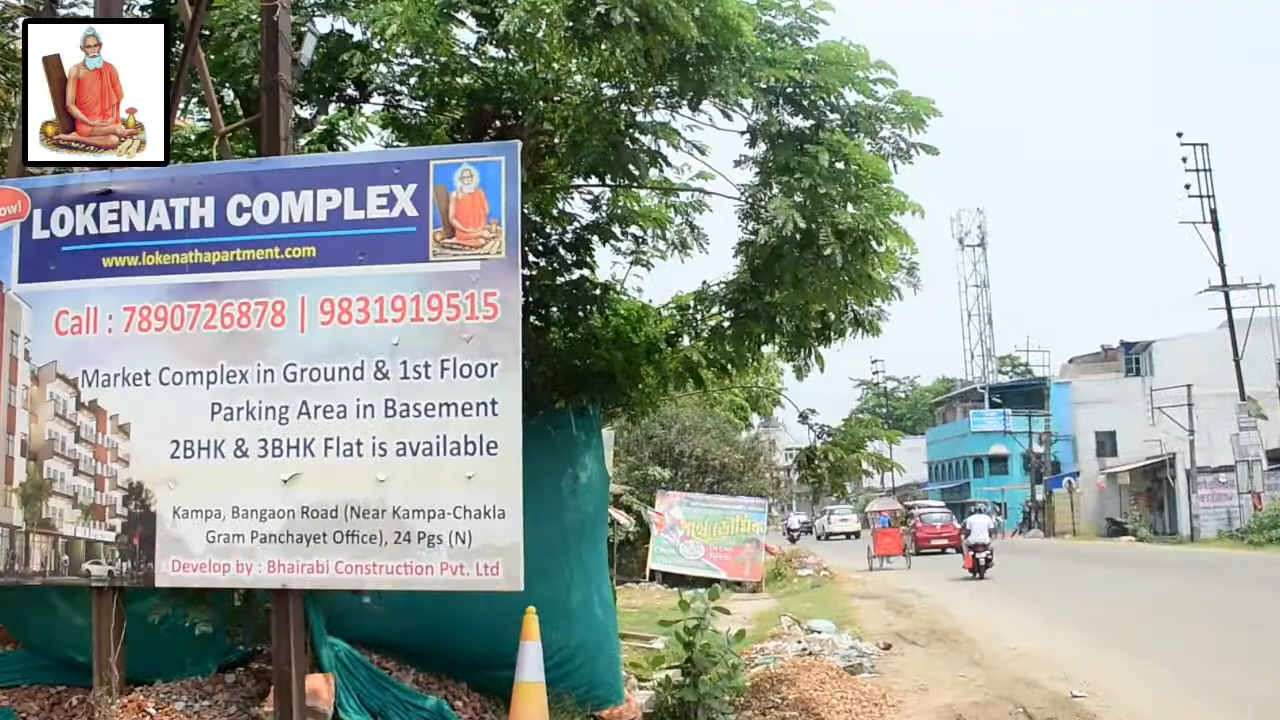 ow!
LOKENATH COMPLEX
www.lokenathapartment.com
Call : 7890726878 | 9831919515
Market Complex in Ground & 1st Floor
Parking Area in Basement
2BHK & 3BHK Flat is available
Kampa, Bangaon Road (Near Kampa-Chakla
Gram Panchayet Office), 24 Pgs (N)
Develop by : Bhairabi Construction Pvt. Ltd